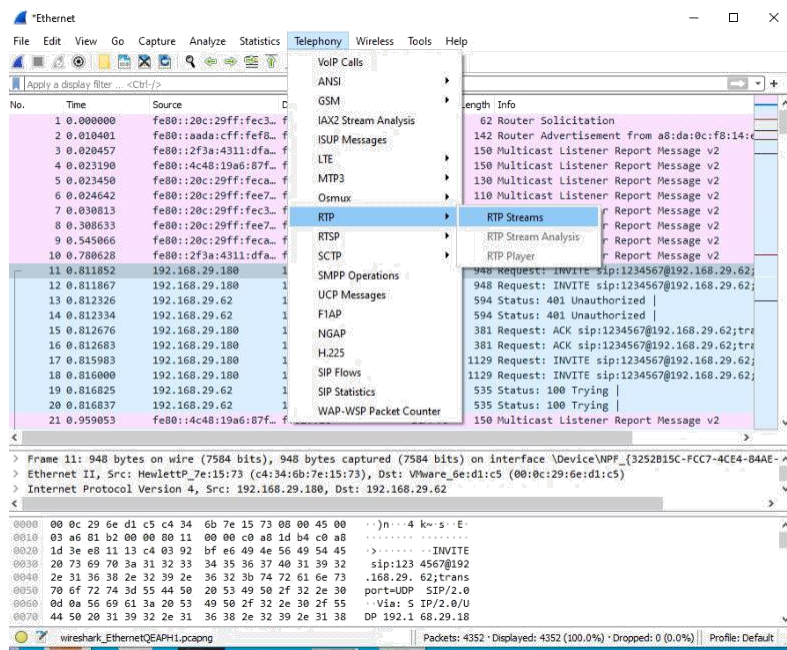 *Ethernet
File Edit View Go Capture Analyze Statistics Telephony Wireless Tools Help
Apply a display filter ... <Ctrl-/>
No. Time Source D ength Info
1 0.000000 fe80::20c:29ff:fec3… f 62 Router Solicitation
2 0.010401 fe80::aada:cff:fef8… f 142 Router Advertisement from a8:da:0c:f8:14:e
3 0.020457 fe80::2f3a:4311:dfa… f 150 Multicast Listener Report Message v2
4 0.023190 fe80::4c48:19a6:87f… f 150 Multicast Listener Report Message v2
5 0.023450 fe80::20c:29ff:feca… f 130 Multicast Listener Report Message v2
6 0.024642 fe80::20c:29ff:fee7… f 110 Multicast Listener Report Message v2
7 0.030813 fe80::20c:29ff:fec3… f r Report Message v2
8 0.308633 fe80::20c:29ff:fee7… f r Report Message v2
9 0.545066 fe80::20c:29ff:feca… f r Report Message v2
10 0.780628 fe80::2f3a:4311:dfa… f r Report Message v2
11 0.811852 192.168.29.180 1 948 Request: INVITE sip:1234567@192.168.29.62;
12 0.811867 192.168.29.180 1 948 Request: INVITE sip:1234567@192.168.29.62;
13 0.812326 192.168.29.62 1 594 Status: 401 Unauthorized |
14 0.812334 192.168.29.62 1 594 Status: 401 Unauthorized |
15 0.812676 192.168.29.180 1 381 Request: ACK sip:1234567@192.168.29.62;tra
16 0.812683 192.168.29.180 1 381 Request: ACK sip:1234567@192.168.29.62;tra
17 0.815983 192.168.29.180 1 1129 Request: INVITE sip:1234567@192.168.29.62;
18 0.816000 192.168.29.180 1 1129 Request: INVITE sip:1234567@192.168.29.62;
19 0.816825 192.168.29.62 1 535 Status: 100 Trying |
20 0.816837 192.168.29.62 1 535 Status: 100 Trying |
21 0.959053 fe80::4c48:19a6:87f… 150 Multicast Listener Report Message v2
VoIP Calls
ANSI
GSM
IAX2 Stream Analysis
ISUP Messages
LTE
MTP3
Osmux
RTP
RTSP
SCTP
SMPP Operations
UCP Messages
F1AP
NGAP
H.225
SIP Flows
SIP Statistics
WAP-WSP Packet Counter
RTP Streams
RTP Stream Analysis
RTP Player
> Frame 11: 948 bytes on wire (7584 bits), 948 bytes captured (7584 bits) on interface \Device\NPF_{3252B15C-FCC7-4CE4-84AE-
> Ethernet II, Src: HewlettP_7e:15:73 (c4:34:6b:7e:15:73), Dst: VMware_6e:d1:c5 (00:0c:29:6e:d1:c5)
> Internet Protocol Version 4, Src: 192.168.29.180, Dst: 192.168.29.62
0000 00 0c 29 6e d1 c5 c4 34 6b 7e 15 73 08 00 45 00 ··)n···4 k~·s··E·
0010 03 a6 81 b2 00 00 80 11 00 00 c0 a8 1d b4 c0 a8 ········ ········
0020 1d 3e e8 11 13 c4 03 92 bf e6 49 4e 56 49 54 45 ·>······ ··INVITE
0030 20 73 69 70 3a 31 32 33 34 35 36 37 40 31 39 32 sip:123 4567@192
0040 2e 31 36 38 2e 32 39 2e 36 32 3b 74 72 61 6e 73 .168.29. 62;trans
0050 70 6f 72 74 3d 55 44 50 20 53 49 50 2f 32 2e 30 port=UDP SIP/2.0
0060 0d 0a 56 69 61 3a 20 53 49 50 2f 32 2e 30 2f 55 ··Via: S IP/2.0/U
0070 44 50 20 31 39 32 2e 31 36 38 2e 32 39 2e 31 38 DP 192.1 68.29.18
wireshark_EthernetQEAPH1.pcapng Packets: 4352 · Displayed: 4352 (100.0%) · Dropped: 0 (0.0%) Profile: Default